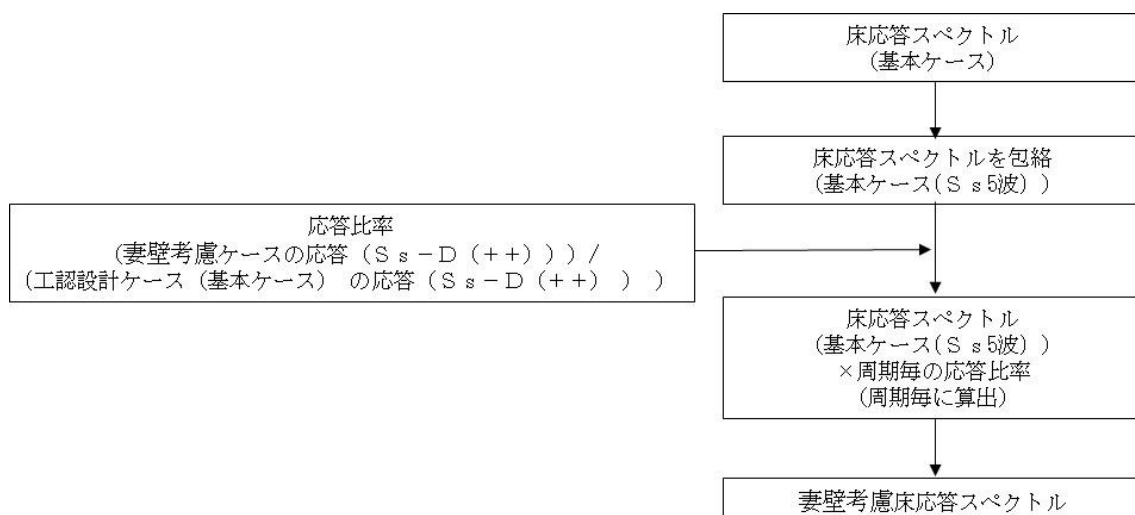 床応答スペクトル
(基本ケース)
床応答スペクトルを包絡
(基本ケース(Ｓｓ5波))
応答比率
(妻壁考慮ケースの応答（Ｓｓ－Ｄ（++）))/
(工認設計ケース（基本ケース） の応答（Ｓｓ－Ｄ（++） ） )
床応答スペクトル
(基本ケース(Ｓｓ5波))
×周期毎の応答比率
(周期毎に算出)
妻壁考慮床応答スペクトル